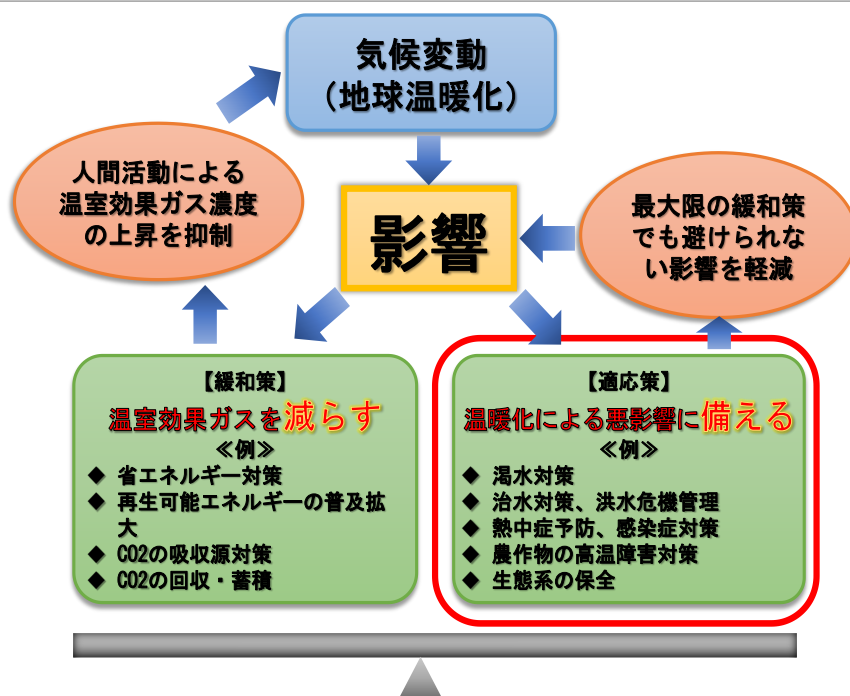 気候変動
（地球温暖化）
人間活動による
温室効果ガス濃度
の上昇を抑制
影響
最大限の緩和策
でも避けられな
い影響を軽減
【緩和策】
温室効果ガスを減らす
≪例≫
◆ 省エネルギー対策
◆ 再生可能エネルギーの普及拡
大
◆ CO2の吸収源対策
◆ CO2の回収・蓄積
【適応策】
温暖化による悪影響に備える
≪例≫
◆ 渇水対策
◆ 治水対策、洪水危機管理
◆ 熱中症予防、感染症対策
◆ 農作物の高温障害対策
◆ 生態系の保全